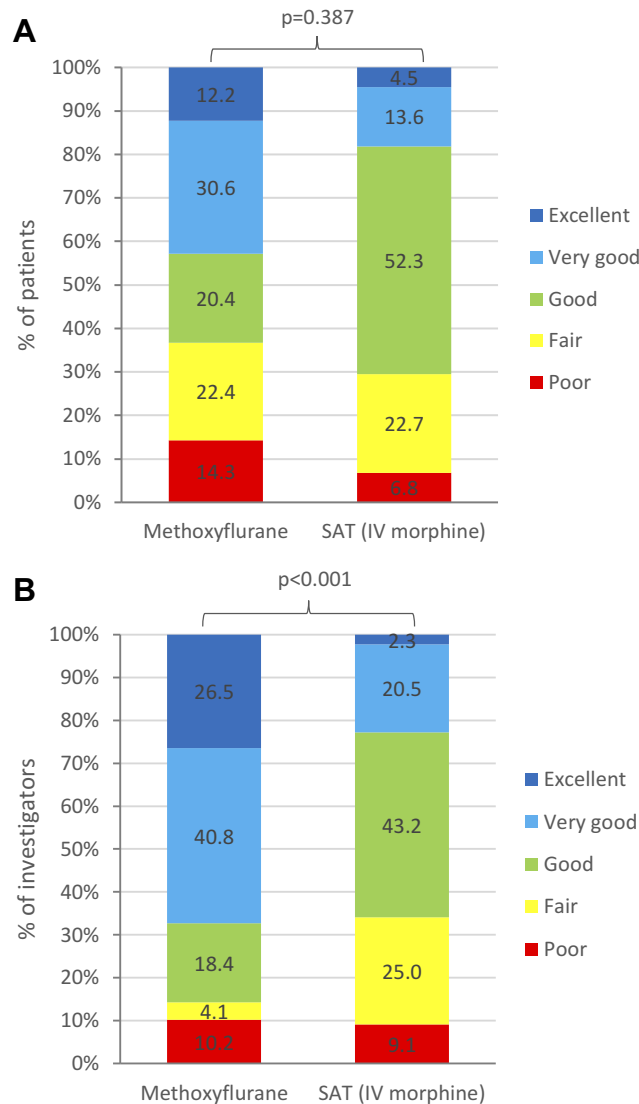 A
p=0.387
100%
90%
80%
70%
60%
50%
40%
30%
20%
10%
0%
% of patients
12.2
30.6
20.4
22.4
14.3
4.5
13.6
52.3
22.7
6.8
Methoxyflurane
SAT (IV morphine)
Excellent
Very good
Good
Fair
Poor
B
p<0.001
100%
90%
80%
70%
60%
50%
40%
30%
20%
10%
0%
% of investigators
26.5
40.8
18.4
4.1
10.2
2.3
20.5
43.2
25.0
9.1
Methoxyflurane
SAT (IV morphine)
Excellent
Very good
Good
Fair
Poor